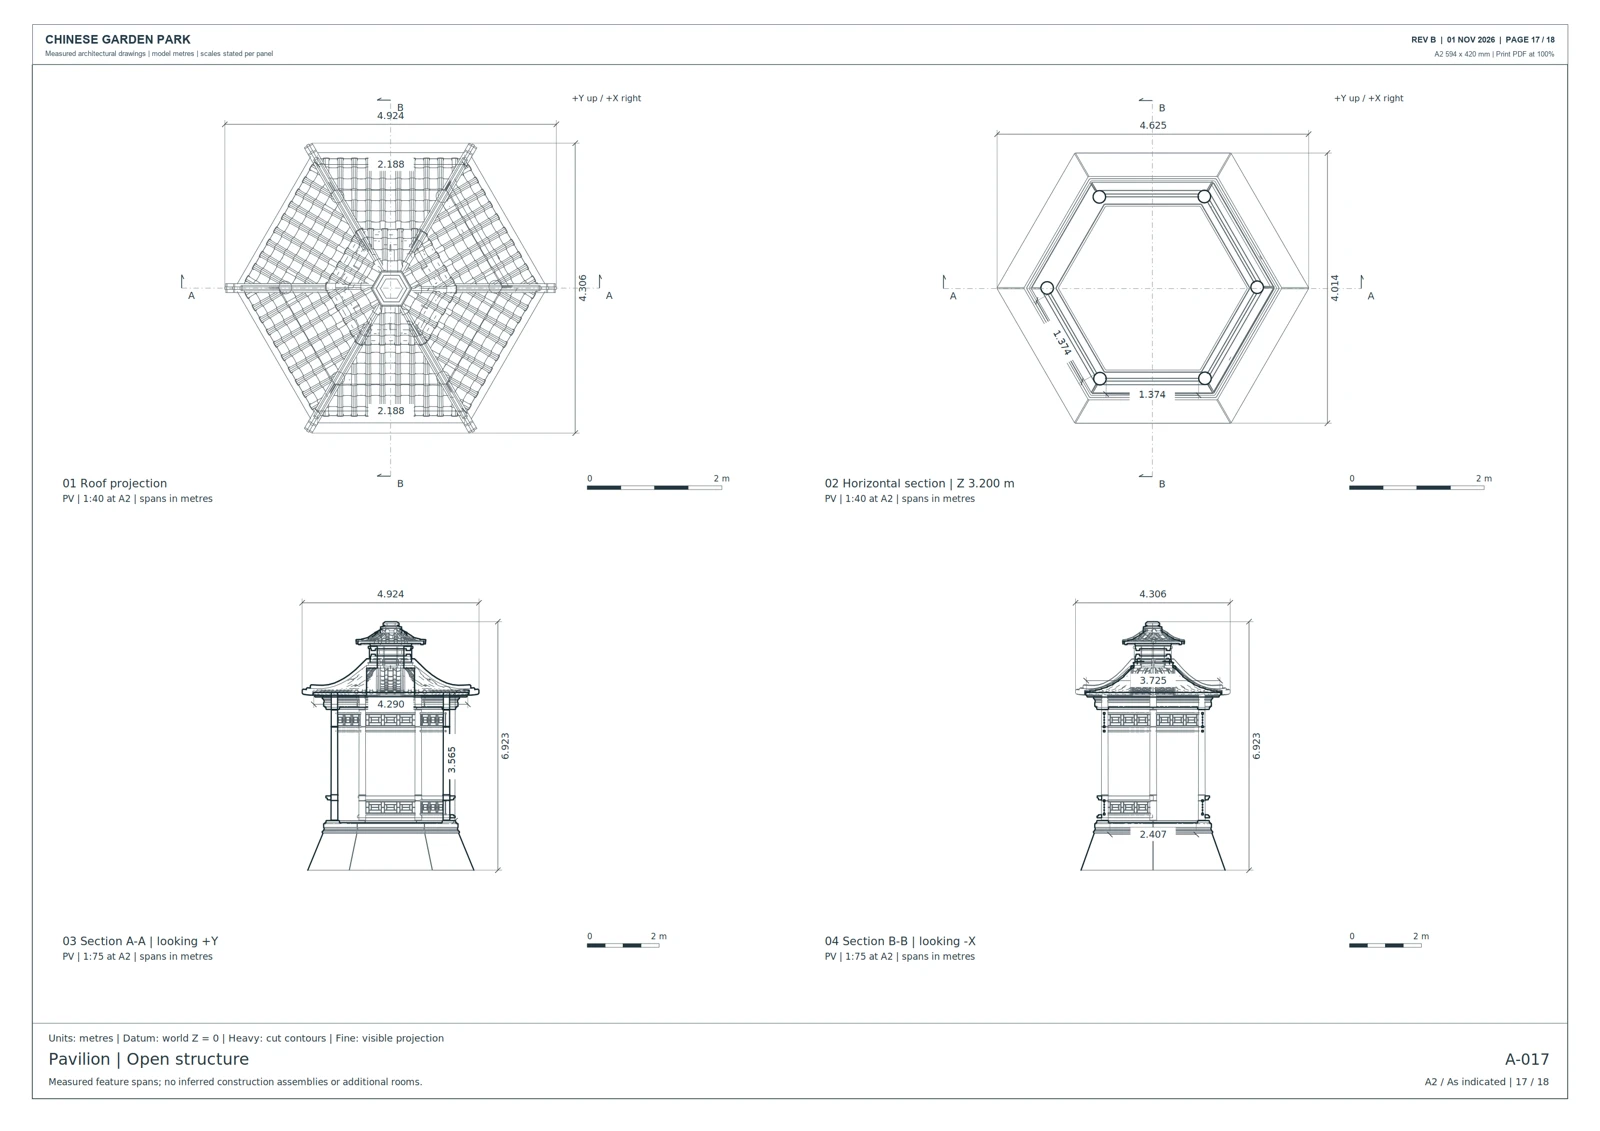 CHINESE GARDEN PARK
Measured architectural drawings | model metres | scales stated per panel
REV B | 01 NOV 2026 | PAGE 17 / 18
A2 594 x 420 mm | Print PDF at 100%
+Y up / +X right
B
4.924
2.188
4.306
A
A
2.188
B
01 Roof projection
PV | 1:40 at A2 | spans in metres
0
2 m
+Y up / +X right
B
4.625
4.014
A
A
1.374
1.374
B
02 Horizontal section | Z 3.200 m
PV | 1:40 at A2 | spans in metres
0
2 m
4.924
4.290
3.565
6.923
03 Section A-A | looking +Y
PV | 1:75 at A2 | spans in metres
0
2 m
4.306
3.725
6.923
2.407
04 Section B-B | looking -X
PV | 1:75 at A2 | spans in metres
0
2 m
Units: metres | Datum: world Z = 0 | Heavy: cut contours | Fine: visible projection
Pavilion | Open structure
Measured feature spans; no inferred construction assemblies or additional rooms.
A-017
A2 / As indicated | 17 / 18